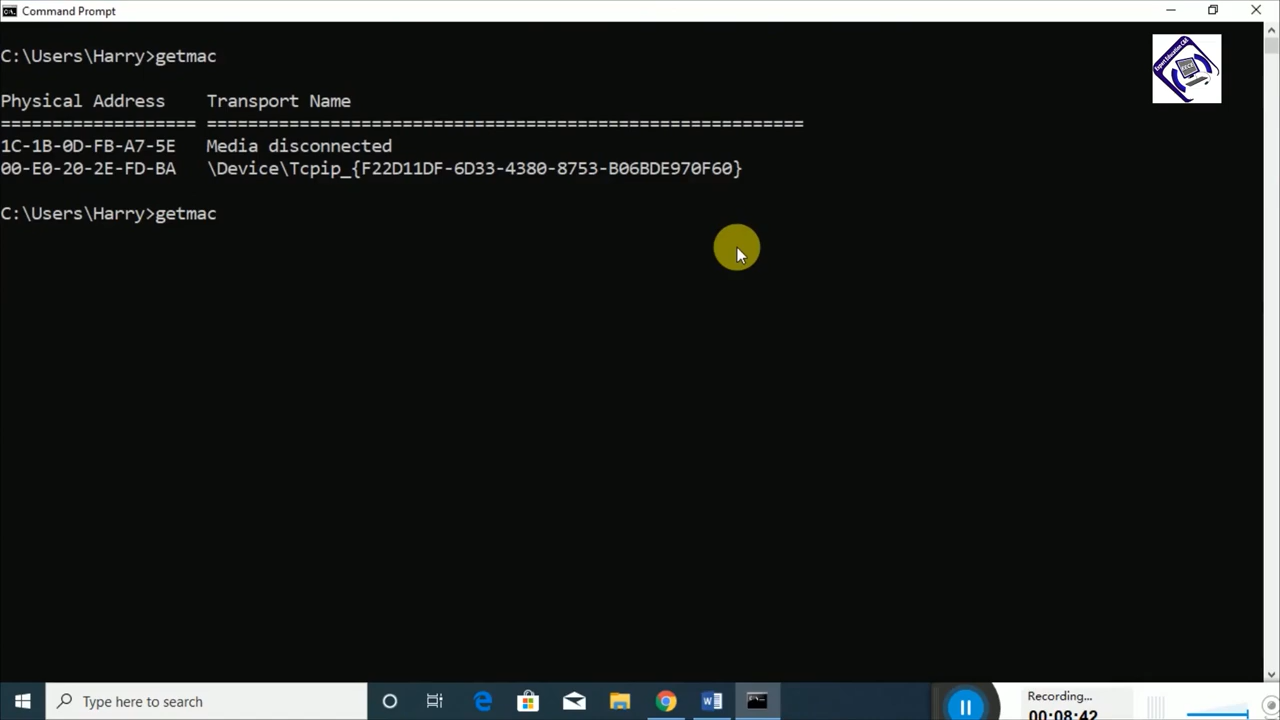 Command Prompt
C:\Users\Harry>getmac
Physical Address    Transport Name
=================== ==========================================================
1C-1B-0D-FB-A7-5E   Media disconnected
00-E0-20-2E-FD-BA   \Device\Tcpip_{F22D11DF-6D33-4380-8753-B06BDE970F60}
C:\Users\Harry>getmac
Type here to search
Recording...
00:08:42